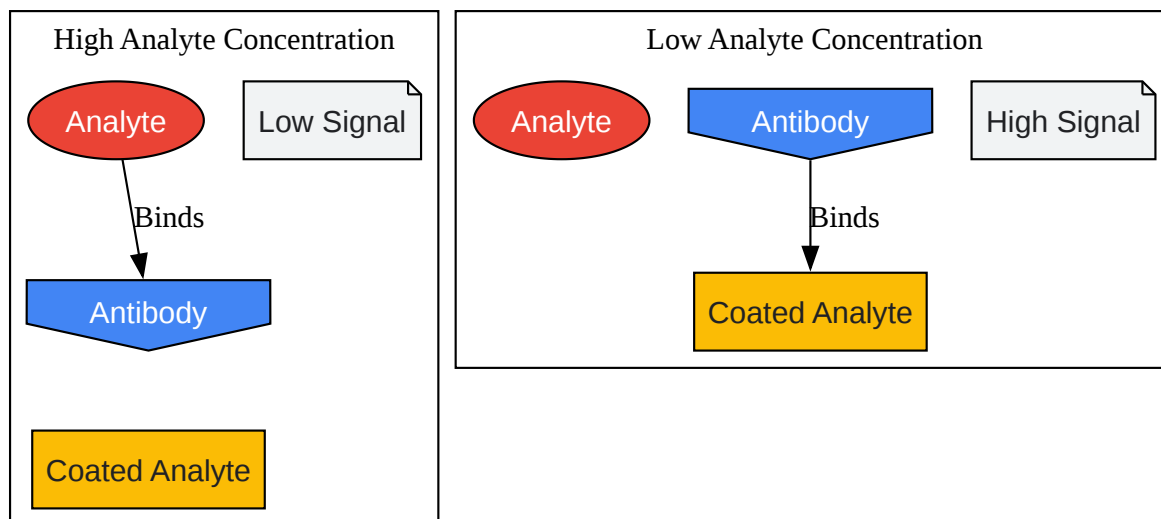 High Analyte Concentration
Analyte
Low Signal
Binds
Antibody
Coated Analyte
Low Analyte Concentration
Analyte
Antibody
High Signal
Binds
Coated Analyte